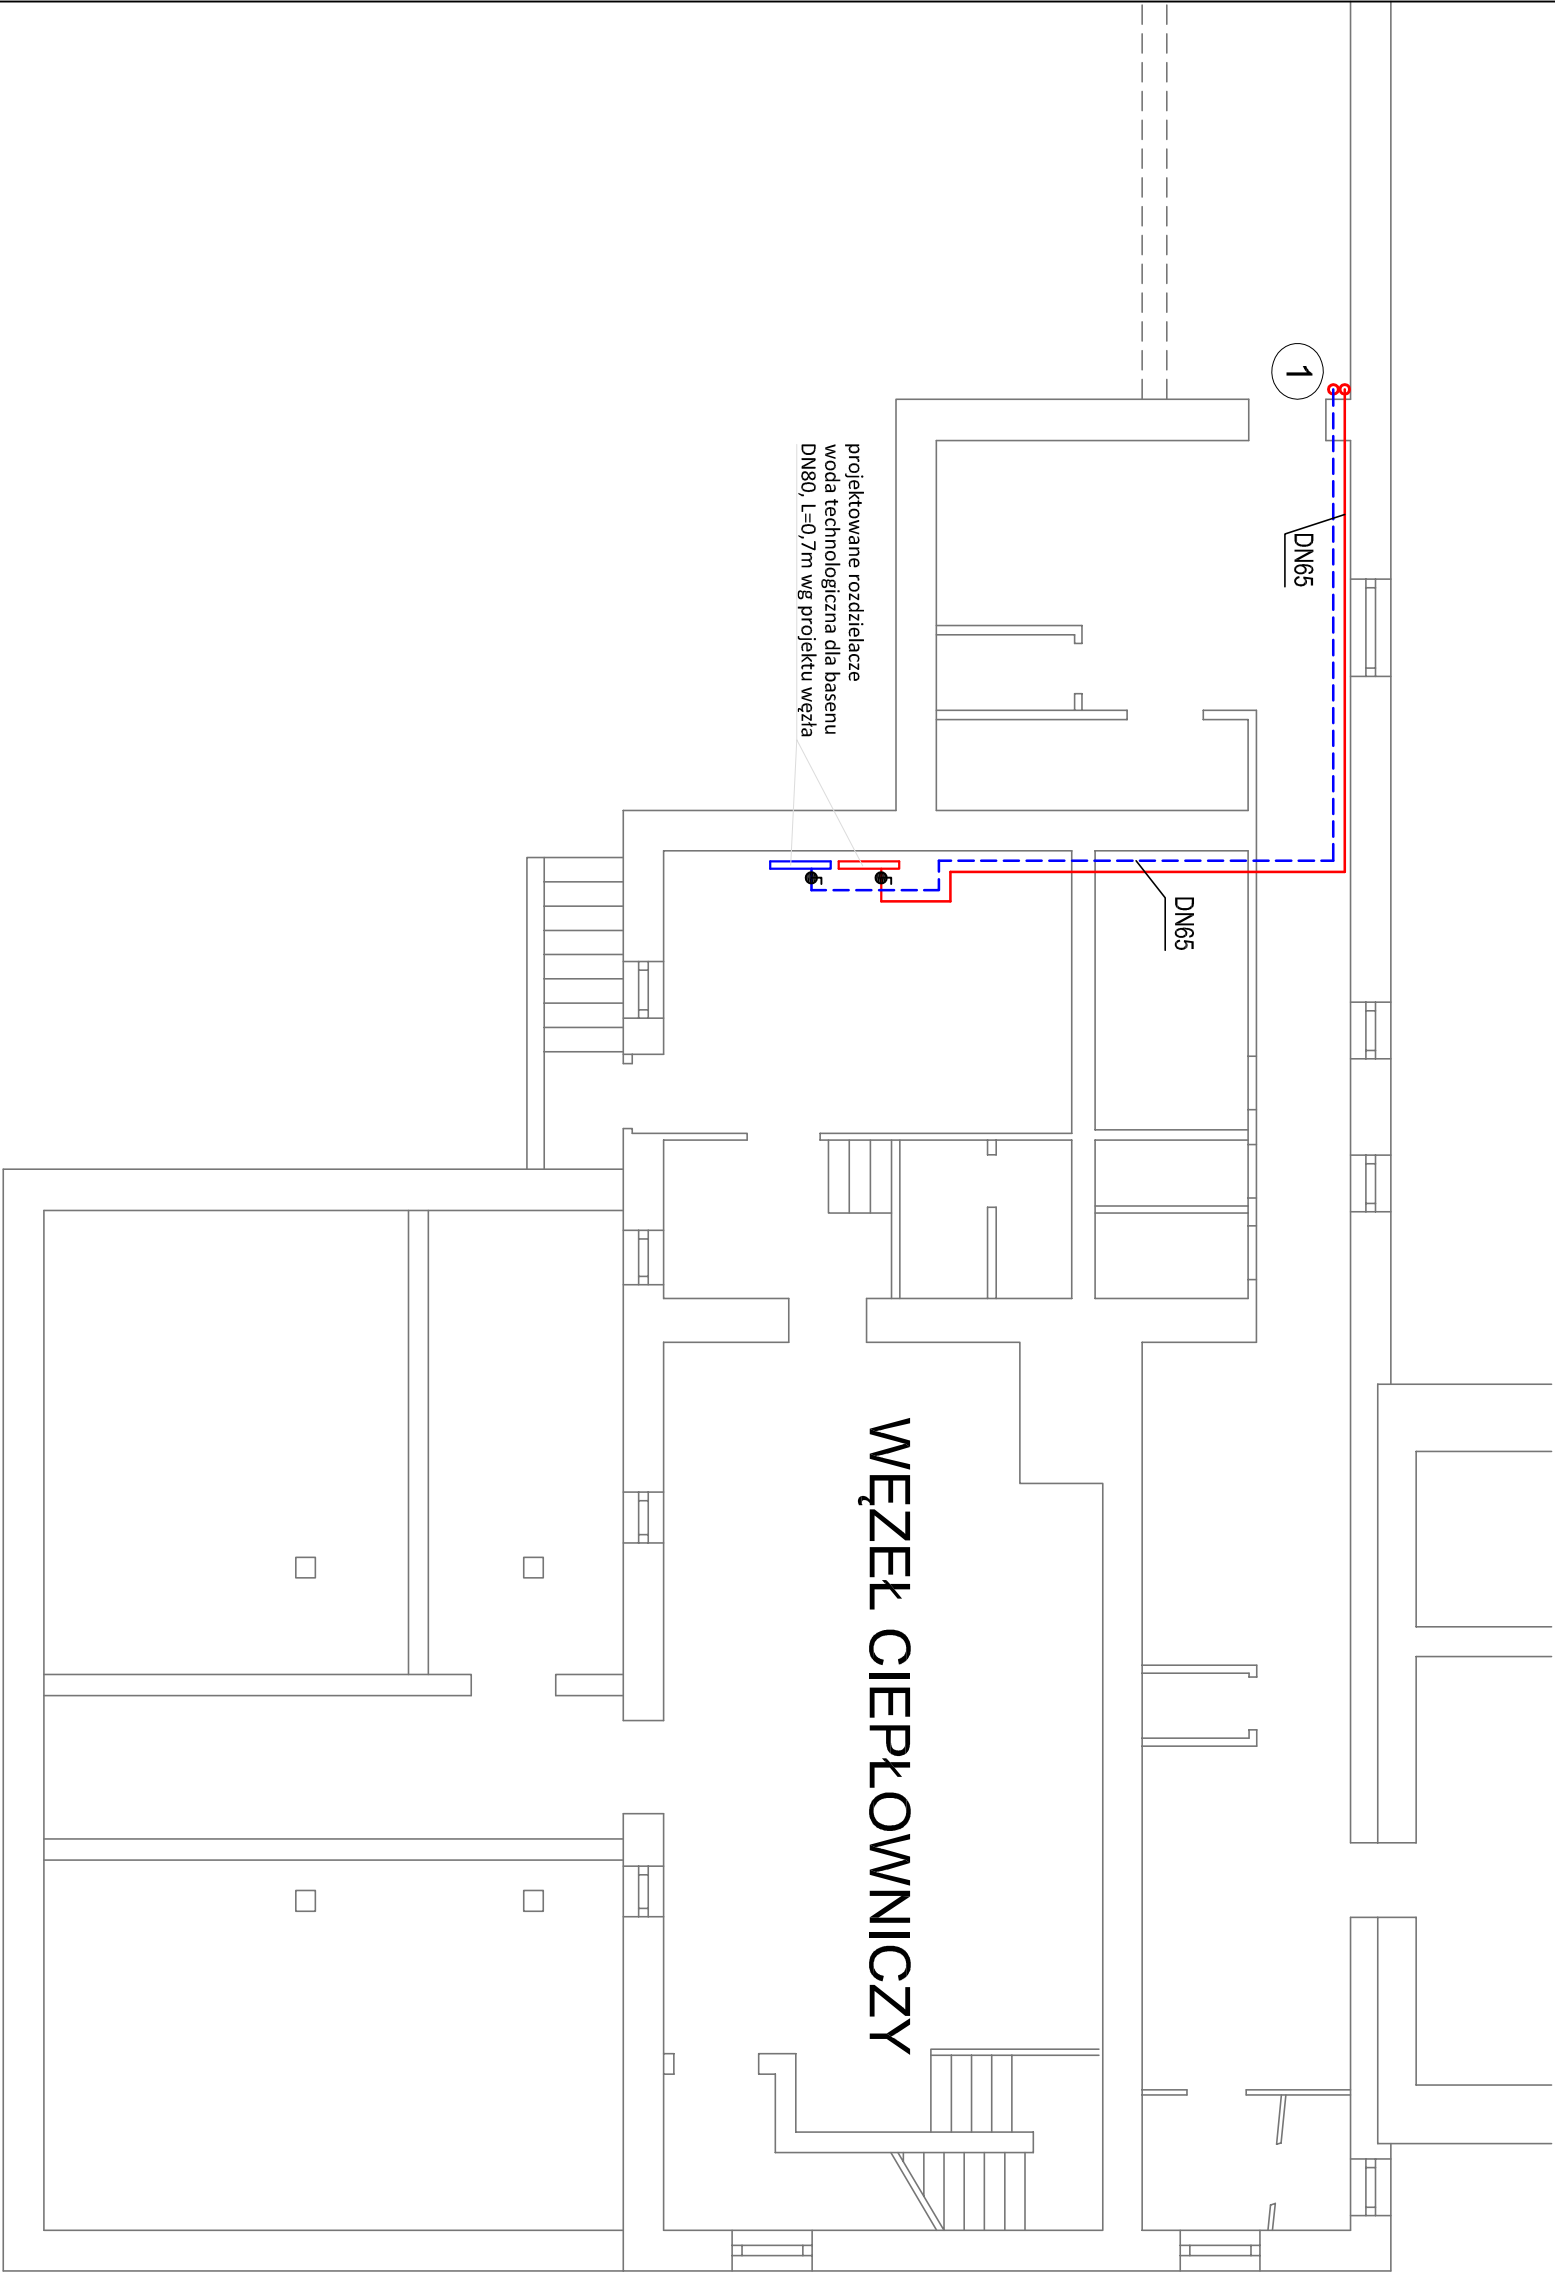 1
DN65
projektowane rozdzielacze
woda technologiczna dla basenu
DN80, L=0,7m wg projektu węzła
DN65
WĘZEŁ CIEPŁOWNICZY